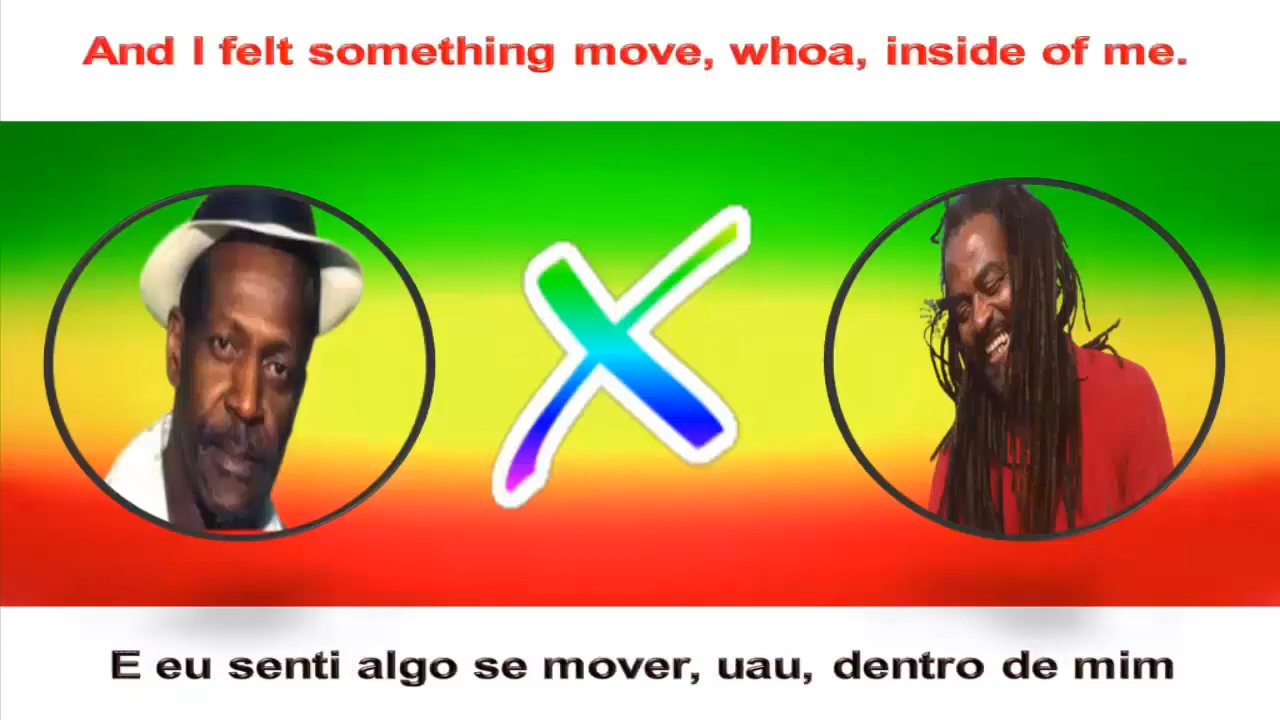 And I felt something move, whoa, inside of me.
E eu senti algo se mover, uau, dentro de mim